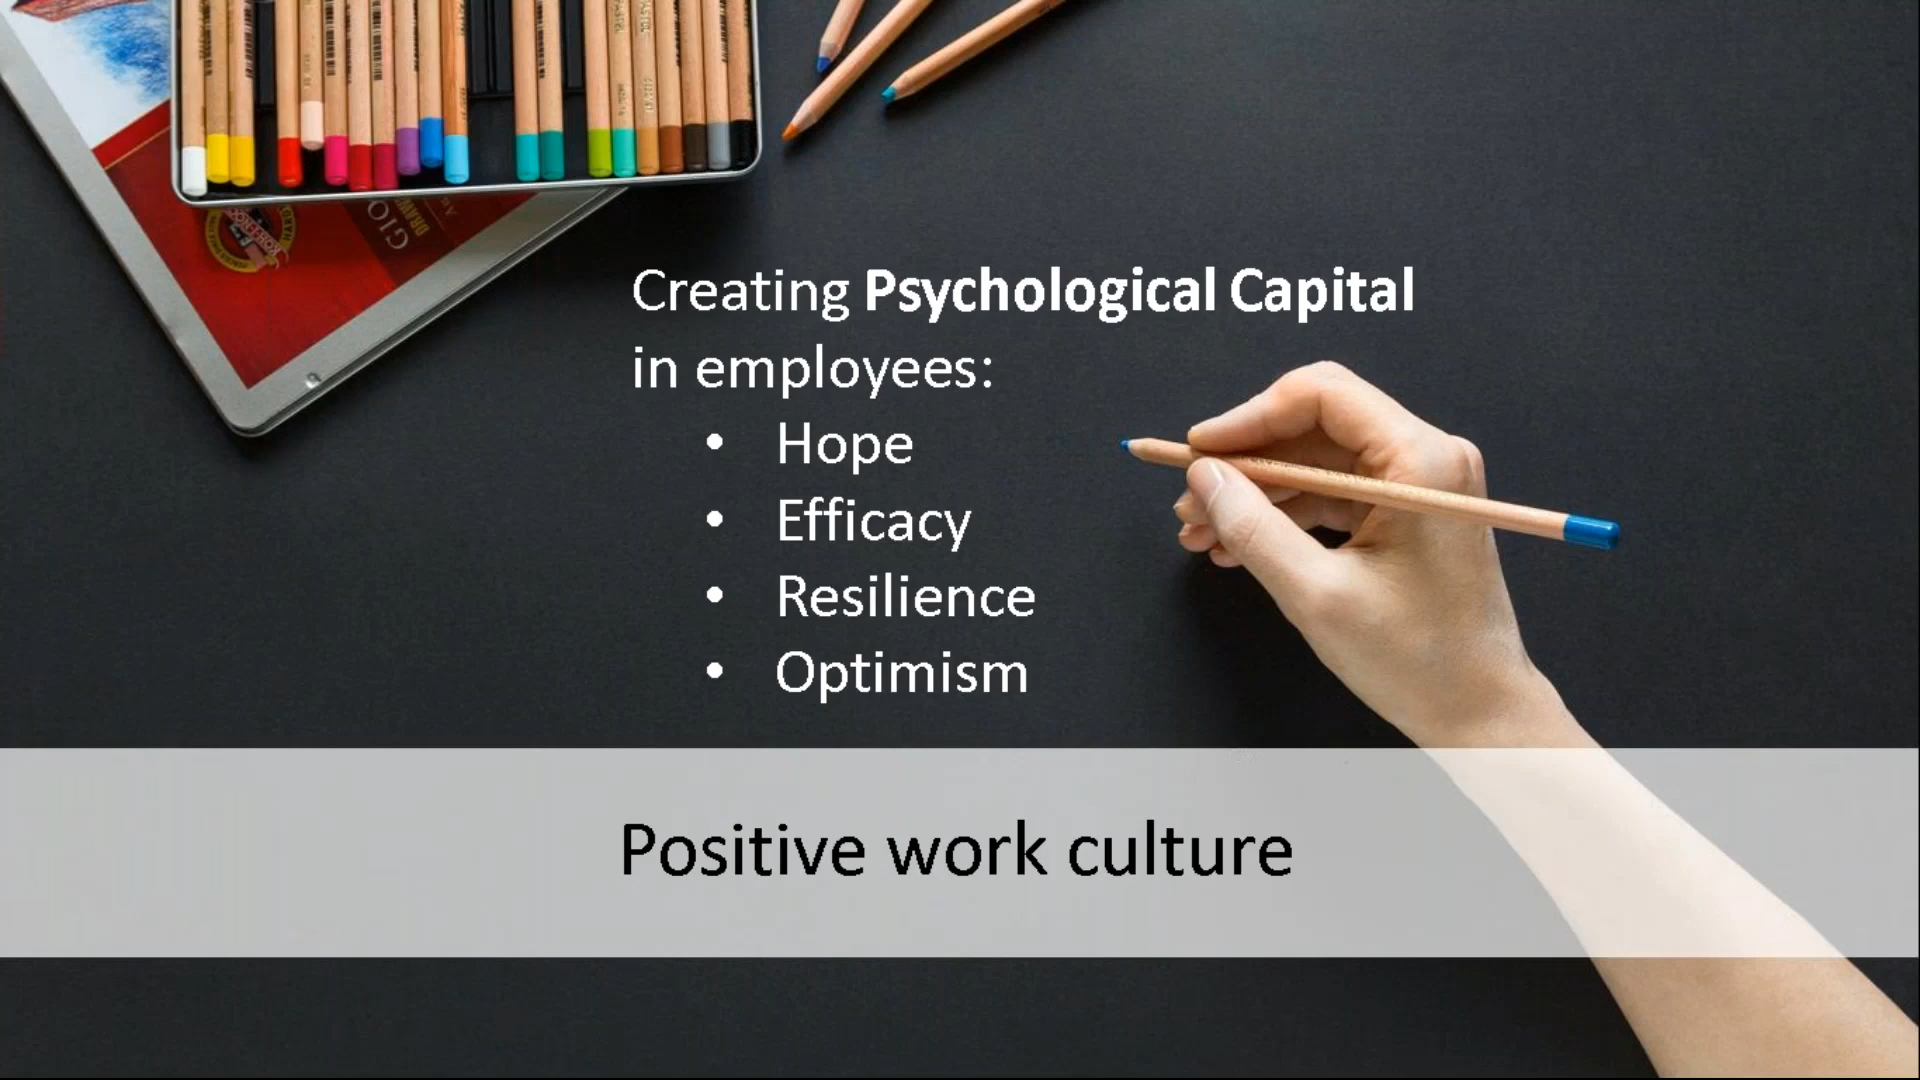 Creating Psychological Capital
in employees:
• Hope
• Efficacy
• Resilience
• Optimism
Positive work culture